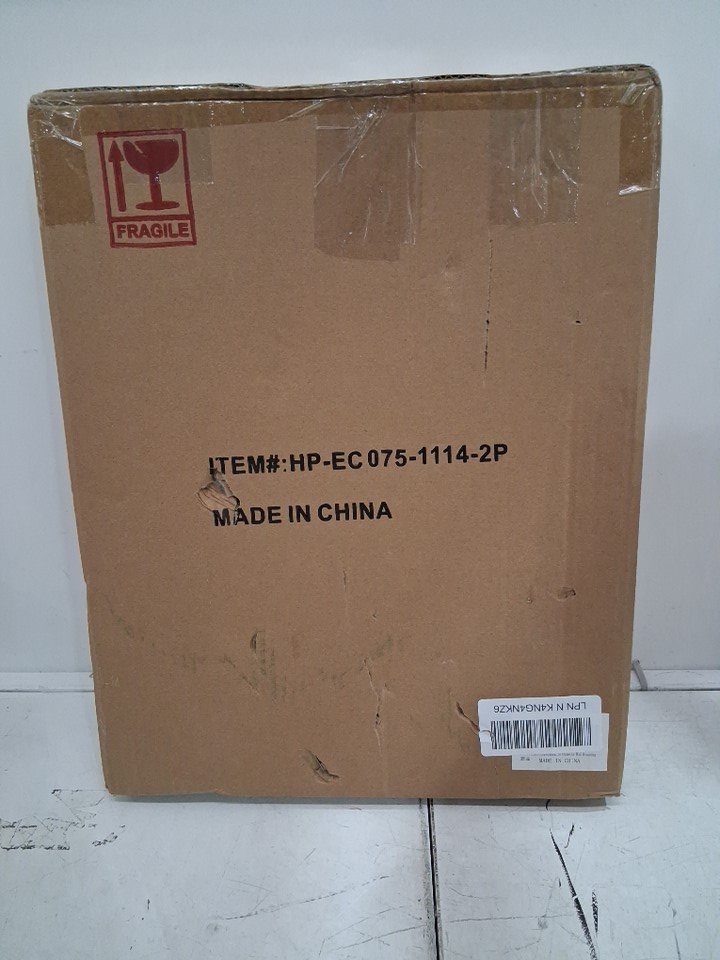 FRAGILE
ITEM#:HP-EC075-1114-2P
MADE IN CHINA
LPN N K4NG4NKZ6
MADE IN CHINA